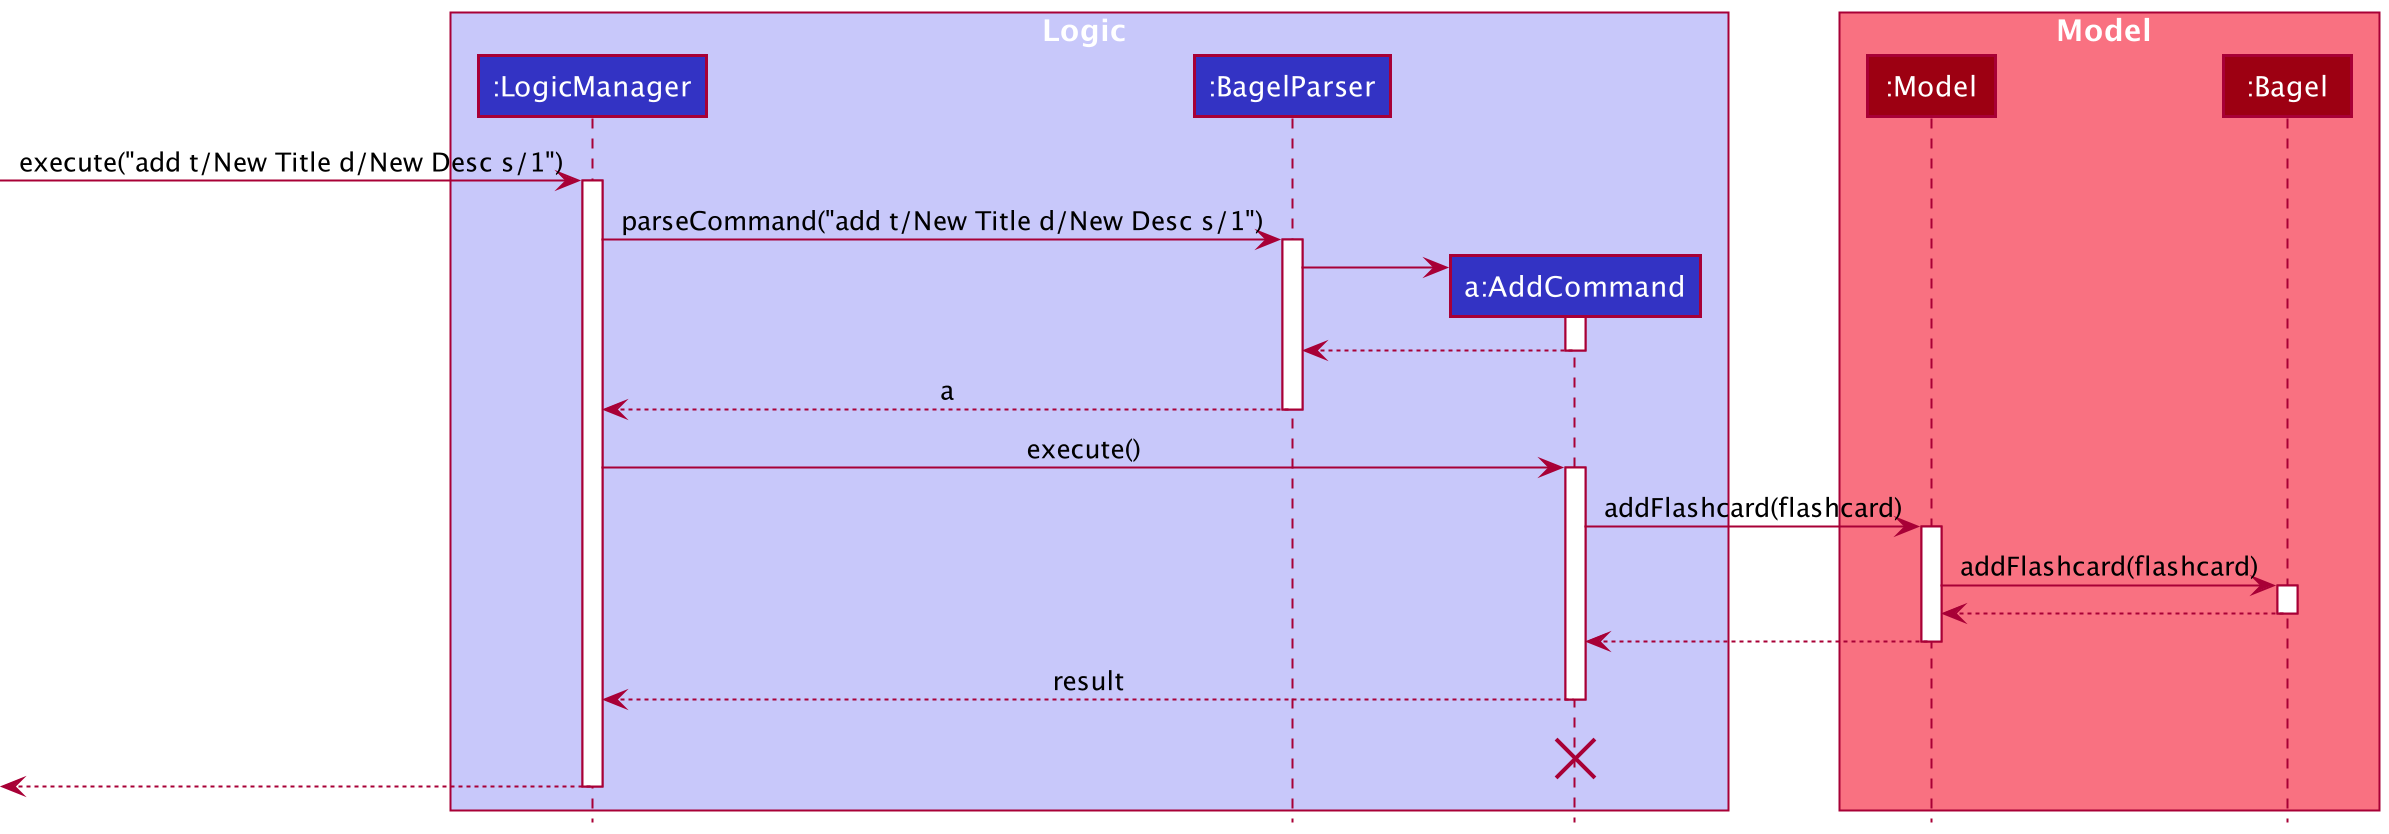 Logic
Model
:LogicManager
:BagelParser
:Model
:Bagel
execute("add t/New Title d/New Desc s/1")
parseCommand("add t/New Title d/New Desc s/1")
a:AddCommand
a
execute()
addFlashcard(flashcard)
addFlashcard(flashcard)
result